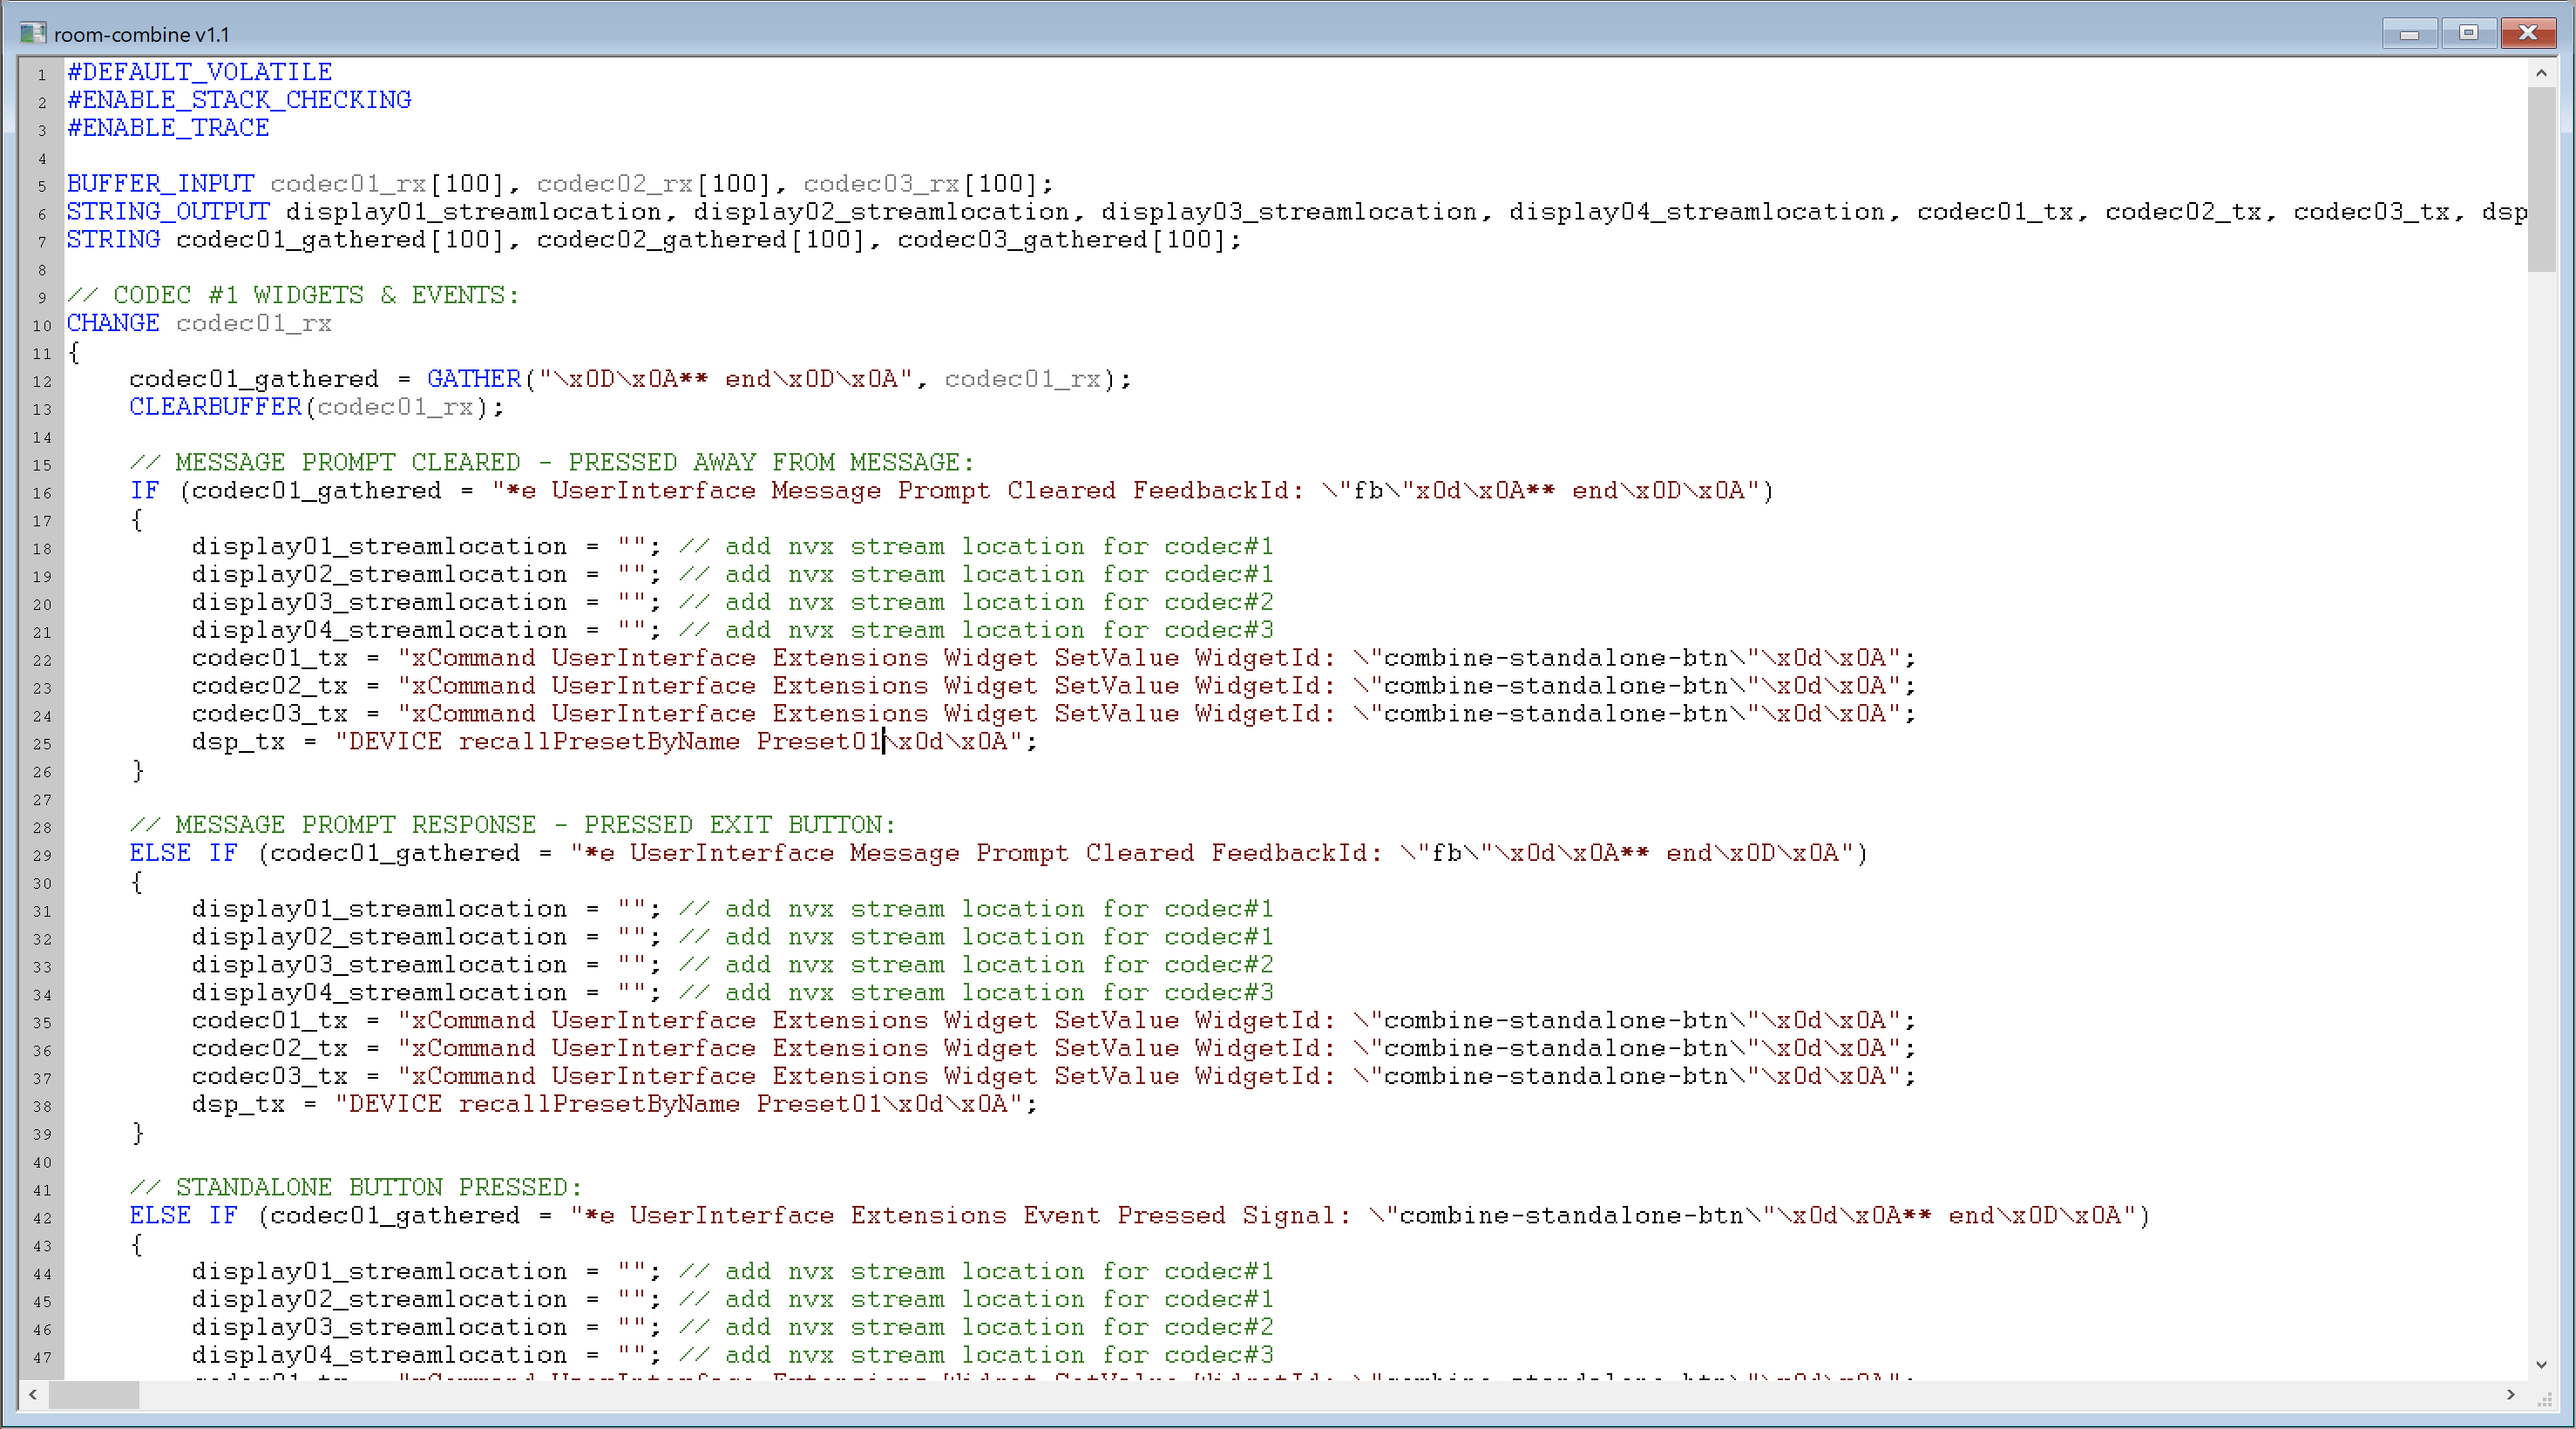 room-combine v1.1
1 #DEFAULT_VOLATILE
2 #ENABLE_STACK_CHECKING
3 #ENABLE_TRACE
4
5 BUFFER_INPUT codec01_rx[100], codec02_rx[100], codec03_rx[100];
6 STRING_OUTPUT display01_streamlocation, display02_streamlocation, display03_streamlocation, display04_streamlocation, codec01_tx, codec02_tx, codec03_tx, dsp
7 STRING codec01_gathered[100], codec02_gathered[100], codec03_gathered[100];
8
9 // CODEC #1 WIDGETS & EVENTS:
10 CHANGE codec01_rx
11 {
12     codec01_gathered = GATHER("\x0D\x0A** end\x0D\x0A", codec01_rx);
13     CLEARBUFFER(codec01_rx);
14
15     // MESSAGE PROMPT CLEARED - PRESSED AWAY FROM MESSAGE:
16     IF (codec01_gathered = "*e UserInterface Message Prompt Cleared FeedbackId: \"fb\"x0d\x0A** end\x0D\x0A")
17     {
18         display01_streamlocation = ""; // add nvx stream location for codec#1
19         display02_streamlocation = ""; // add nvx stream location for codec#1
20         display03_streamlocation = ""; // add nvx stream location for codec#2
21         display04_streamlocation = ""; // add nvx stream location for codec#3
22         codec01_tx = "xCommand UserInterface Extensions Widget SetValue WidgetId: \"combine-standalone-btn\"\x0d\x0A";
23         codec02_tx = "xCommand UserInterface Extensions Widget SetValue WidgetId: \"combine-standalone-btn\"\x0d\x0A";
24         codec03_tx = "xCommand UserInterface Extensions Widget SetValue WidgetId: \"combine-standalone-btn\"\x0d\x0A";
25         dsp_tx = "DEVICE recallPresetByName Preset01\x0d\x0A";
26     }
27
28     // MESSAGE PROMPT RESPONSE - PRESSED EXIT BUTTON:
29     ELSE IF (codec01_gathered = "*e UserInterface Message Prompt Cleared FeedbackId: \"fb\"\x0d\x0A** end\x0D\x0A")
30     {
31         display01_streamlocation = ""; // add nvx stream location for codec#1
32         display02_streamlocation = ""; // add nvx stream location for codec#1
33         display03_streamlocation = ""; // add nvx stream location for codec#2
34         display04_streamlocation = ""; // add nvx stream location for codec#3
35         codec01_tx = "xCommand UserInterface Extensions Widget SetValue WidgetId: \"combine-standalone-btn\"\x0d\x0A";
36         codec02_tx = "xCommand UserInterface Extensions Widget SetValue WidgetId: \"combine-standalone-btn\"\x0d\x0A";
37         codec03_tx = "xCommand UserInterface Extensions Widget SetValue WidgetId: \"combine-standalone-btn\"\x0d\x0A";
38         dsp_tx = "DEVICE recallPresetByName Preset01\x0d\x0A";
39     }
40
41     // STANDALONE BUTTON PRESSED:
42     ELSE IF (codec01_gathered = "*e UserInterface Extensions Event Pressed Signal: \"combine-standalone-btn\"\x0d\x0A** end\x0D\x0A")
43     {
44         display01_streamlocation = ""; // add nvx stream location for codec#1
45         display02_streamlocation = ""; // add nvx stream location for codec#1
46         display03_streamlocation = ""; // add nvx stream location for codec#2
47         display04_streamlocation = ""; // add nvx stream location for codec#3